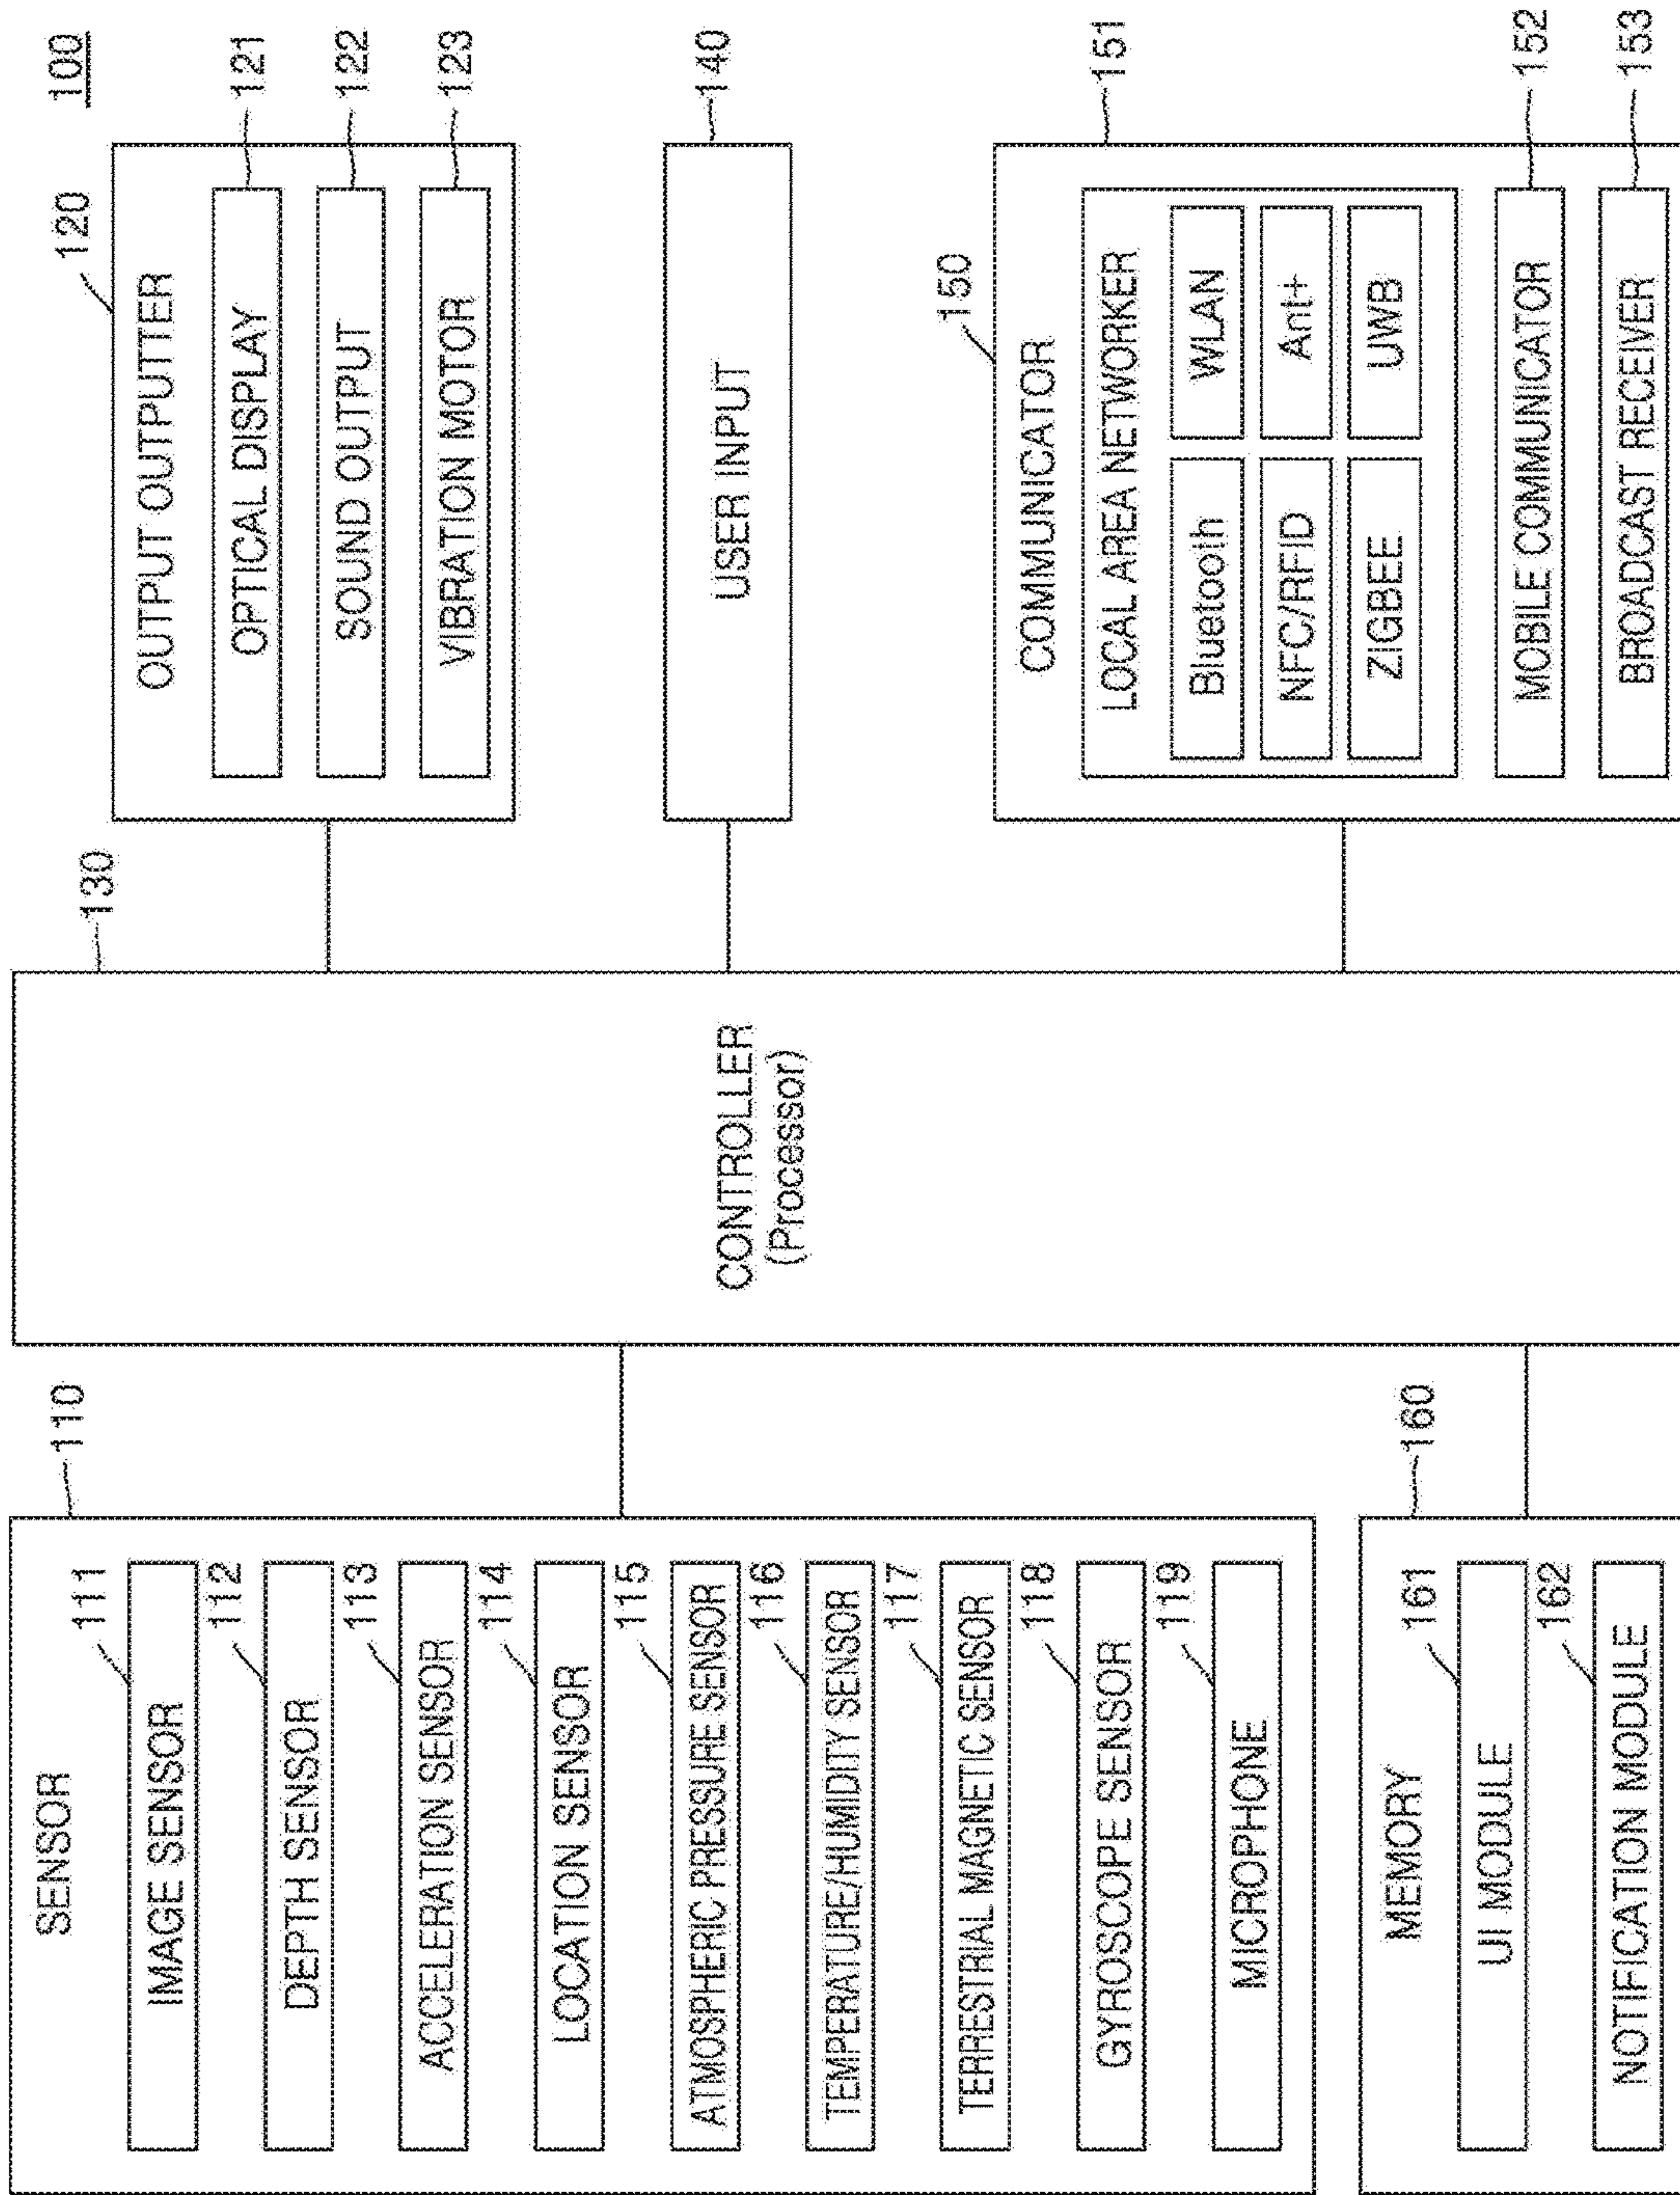 100
110
SENSOR
111
IMAGE SENSOR
112
DEPTH SENSOR
113
ACCELERATION SENSOR
114
LOCATION SENSOR
115
ATMOSPHERIC PRESSURE SENSOR
116
TEMPERATURE/HUMIDITY SENSOR
117
TERRESTRIAL MAGNETIC SENSOR
118
GYROSCOPE SENSOR
119
MICROPHONE
160
MEMORY
161
UI MODULE
162
NOTIFICATION MODULE
130
CONTROLLER
(Processor)
120
OUTPUT OUTPUTTER
OPTICAL DISPLAY
121
SOUND OUTPUT
122
VIBRATION MOTOR
123
USER INPUT
140
150
COMMUNICATOR
LOCAL AREA NETWORKER
151
Bluetooth
WLAN
NFC/RFID
Ant+
ZIGBEE
UWB
MOBILE COMMUNICATOR
152
BROADCAST RECEIVER
153